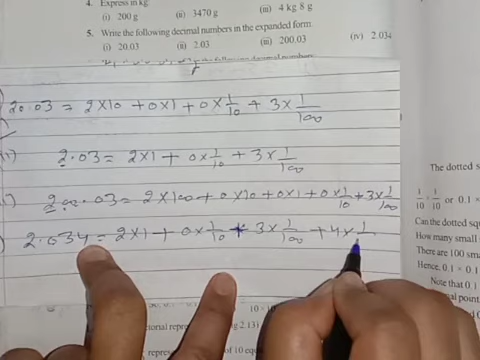 4. Express in kg:
(i) 200 g (ii) 3470 g (iii) 4 kg 8 g
5. Write the following decimal numbers in the expanded form:
(i) 20.03 (ii) 2.03 (iii) 200.03 (iv) 2.034
20.03 = 2×10 + 0×1 + 0×1/10 + 3×1/100
2.03 = 2×1 + 0×1/10 + 3×1/100
200.03 = 2×100 + 0×10 + 0×1 + 0×1/10 + 3×1/100
2.034 = 2×1 + 0×1/10 + 3×1/100 + 4×1/
The dotted s
1/10 × 1/10 or 0.1 ×
Can the dotted squ
How many small
There are 100 sma
Hence, 0.1 × 0.1
Note that 0.1
of 10 equ